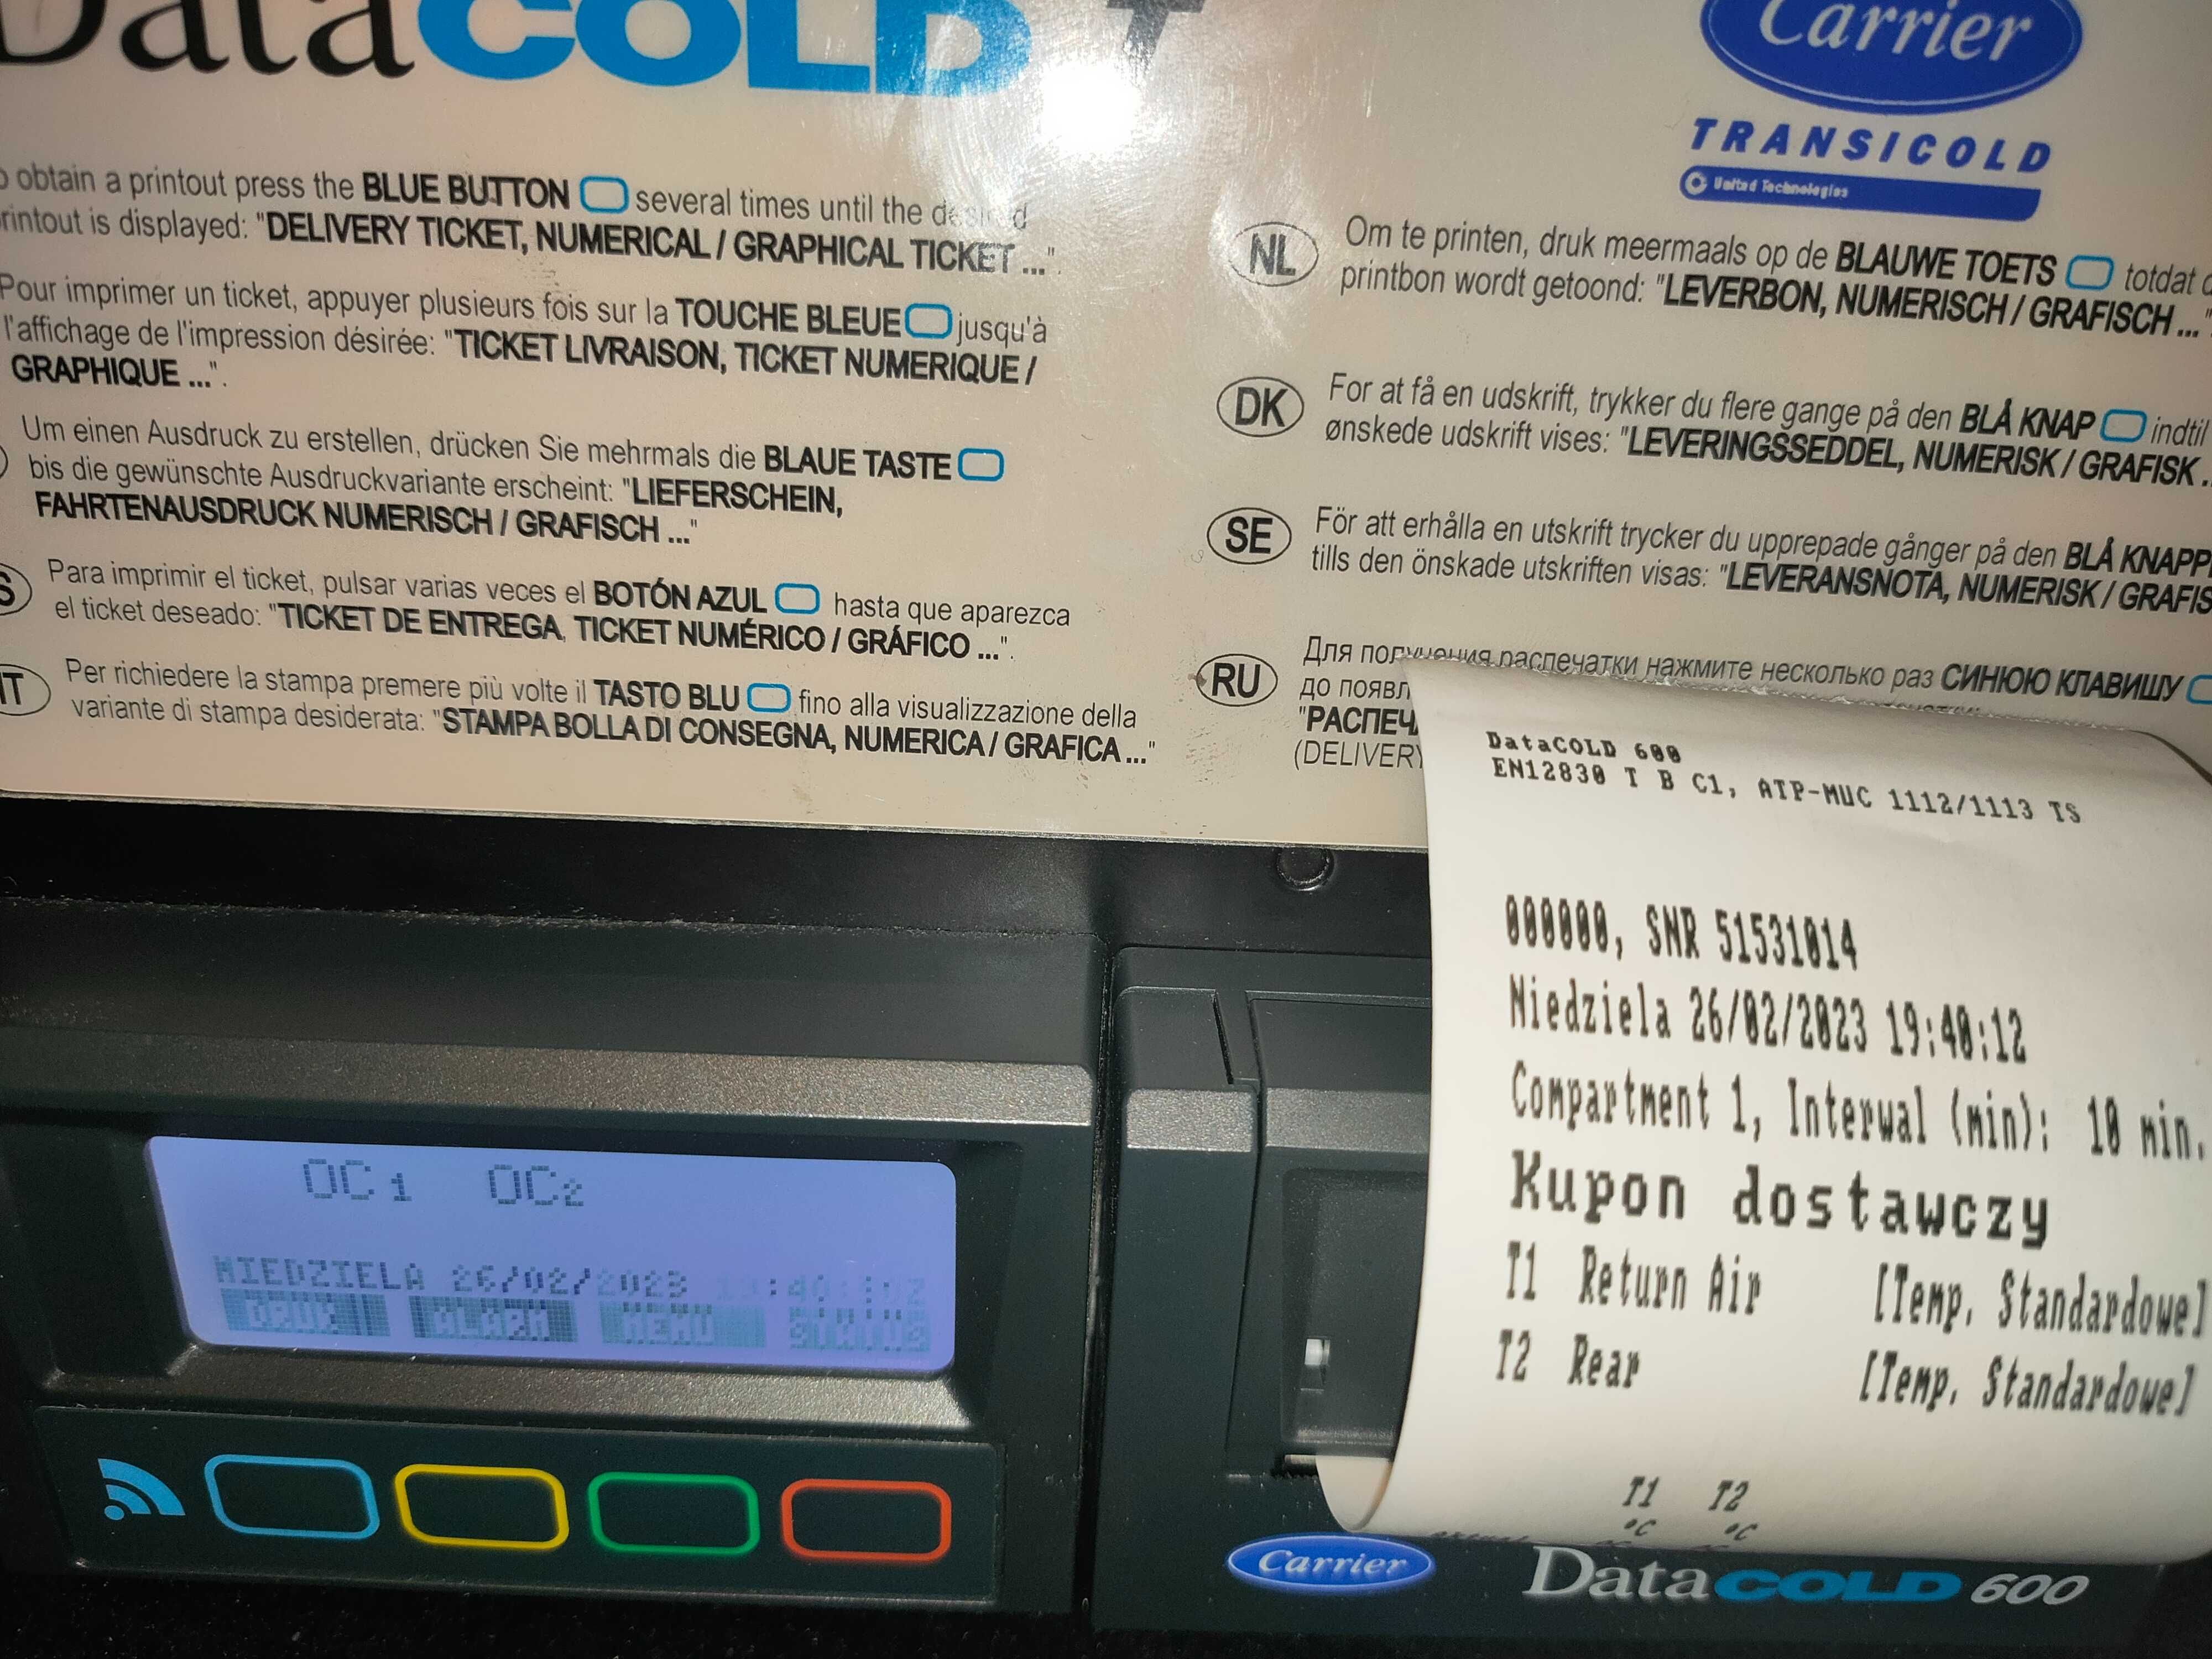 DataCOLD T
Carrier
TRANSICOLD
United Technologies
obtain a printout press the BLUE BUTTON several times until the desired
printout is displayed: "DELIVERY TICKET, NUMERICAL / GRAPHICAL TICKET ...".
Pour imprimer un ticket, appuyer plusieurs fois sur la TOUCHE BLEUE jusqu'à
l'affichage de l'impression désirée: "TICKET LIVRAISON, TICKET NUMERIQUE /
GRAPHIQUE ...".
Um einen Ausdruck zu erstellen, drücken Sie mehrmals die BLAUE TASTE
bis die gewünschte Ausdruckvariante erscheint: "LIEFERSCHEIN,
FAHRTENAUSDRUCK NUMERISCH / GRAFISCH ..."
S Para imprimir el ticket, pulsar varias veces el BOTÓN AZUL hasta que aparezca
el ticket deseado: "TICKET DE ENTREGA, TICKET NUMÉRICO / GRÁFICO ...".
IT Per richiedere la stampa premere più volte il TASTO BLU fino alla visualizzazione della
variante di stampa desiderata: "STAMPA BOLLA DI CONSEGNA, NUMERICA / GRAFICA ..."
NL Om te printen, druk meermaals op de BLAUWE TOETS totdat d
printbon wordt getoond: "LEVERBON, NUMERISCH / GRAFISCH ..."
DK For at få en udskrift, trykker du flere gange på den BLÅ KNAP indtil
ønskede udskrift vises: "LEVERINGSSEDDEL, NUMERISK / GRAFISK ..
SE För att erhålla en utskrift trycker du upprepade gånger på den BLÅ KNAPP
tills den önskade utskriften visas: "LEVERANSNOTA, NUMERISK / GRAFIS
RU Для получения распечатки нажмите несколько раз СИНЮЮ КЛАВИШУ
до появл
"РАСПЕЧ
(DELIVERY
DataCOLD 600
EN12830 T B C1, ATP-MUC 1112/1113 TS
000000, SNR 51531014
Niedziela 26/02/2023 19:40:12
Compartment 1, Interwal (min): 10 min.
Kupon dostawczy
T1 Return Air [Temp. Standardowe]
T2 Rear [Temp. Standardowe]
T1 T2
°C °C
OC1 OC2
NIEDZIELA 26/02/2023
DRUK ALARM MENU STATUS
Carrier DataCOLD 600